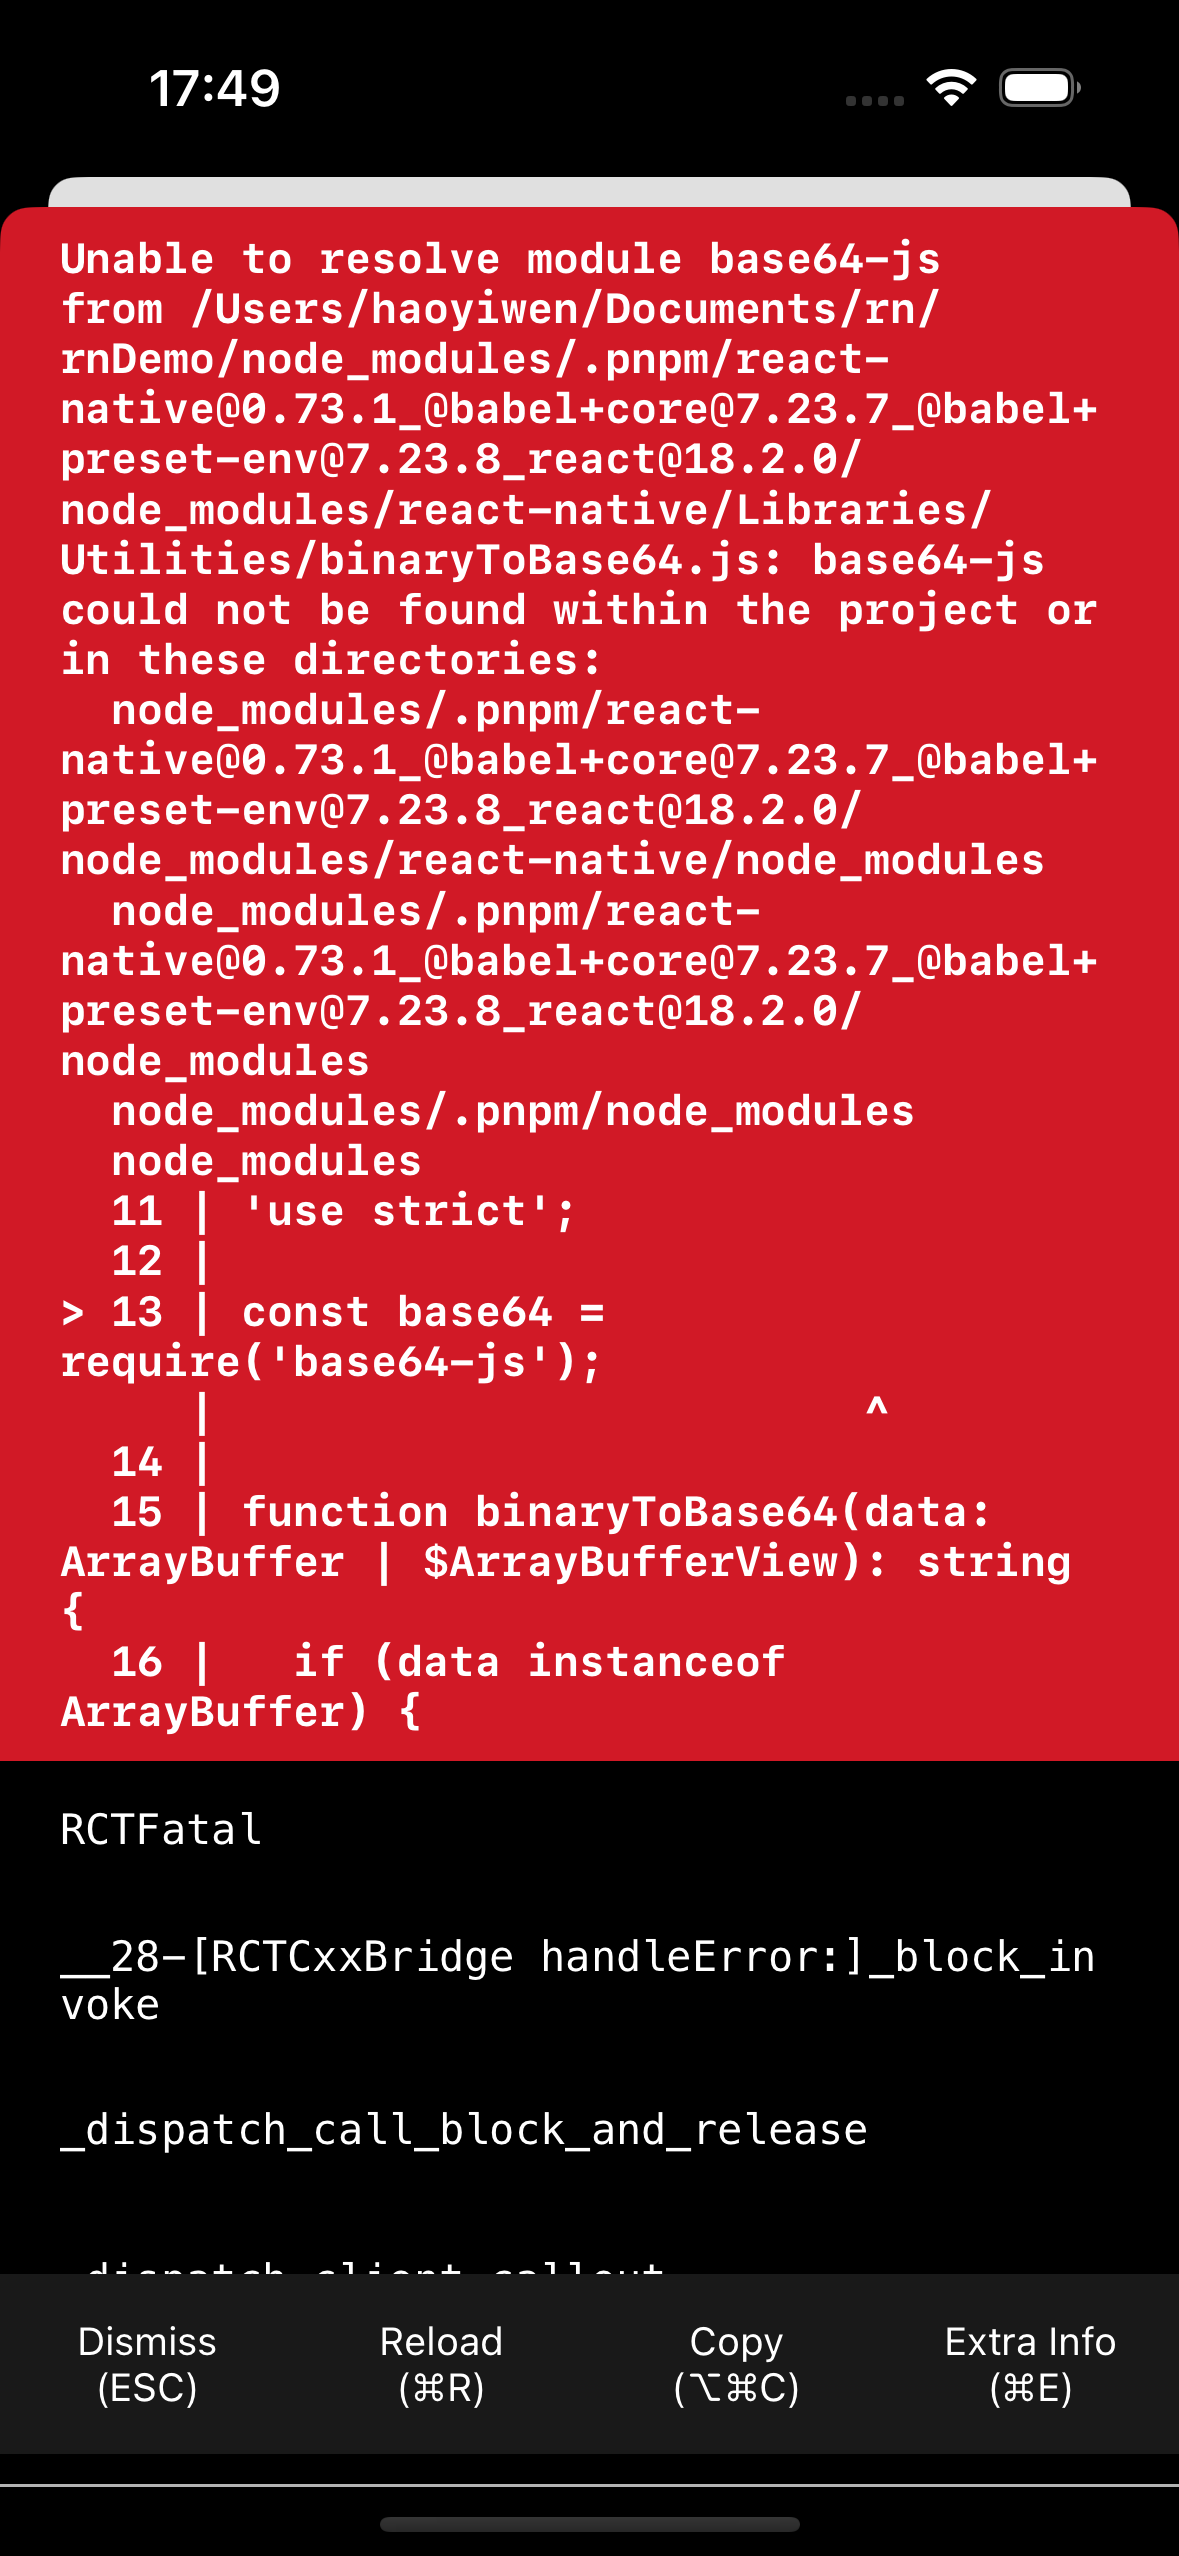 17:49
Unable to resolve module base64-js
from /Users/haoyiwen/Documents/rn/
rnDemo/node_modules/.pnpm/react-
native@0.73.1_@babel+core@7.23.7_@babel+
preset-env@7.23.8_react@18.2.0/
node_modules/react-native/Libraries/
Utilities/binaryToBase64.js: base64-js
could not be found within the project or
in these directories:
  node_modules/.pnpm/react-
native@0.73.1_@babel+core@7.23.7_@babel+
preset-env@7.23.8_react@18.2.0/
node_modules/react-native/node_modules
  node_modules/.pnpm/react-
native@0.73.1_@babel+core@7.23.7_@babel+
preset-env@7.23.8_react@18.2.0/
node_modules
  node_modules/.pnpm/node_modules
  node_modules
  11 | 'use strict';
  12 |
> 13 | const base64 =
require('base64-js');
     |                          ^
  14 |
  15 | function binaryToBase64(data:
ArrayBuffer | $ArrayBufferView): string
{
  16 |   if (data instanceof
ArrayBuffer) {
RCTFatal
__28-[RCTCxxBridge handleError:]_block_in
voke
_dispatch_call_block_and_release
_dispatch_client_callout
Dismiss Reload Copy Extra Info
(ESC) (⌘R) (⌥⌘C) (⌘E)